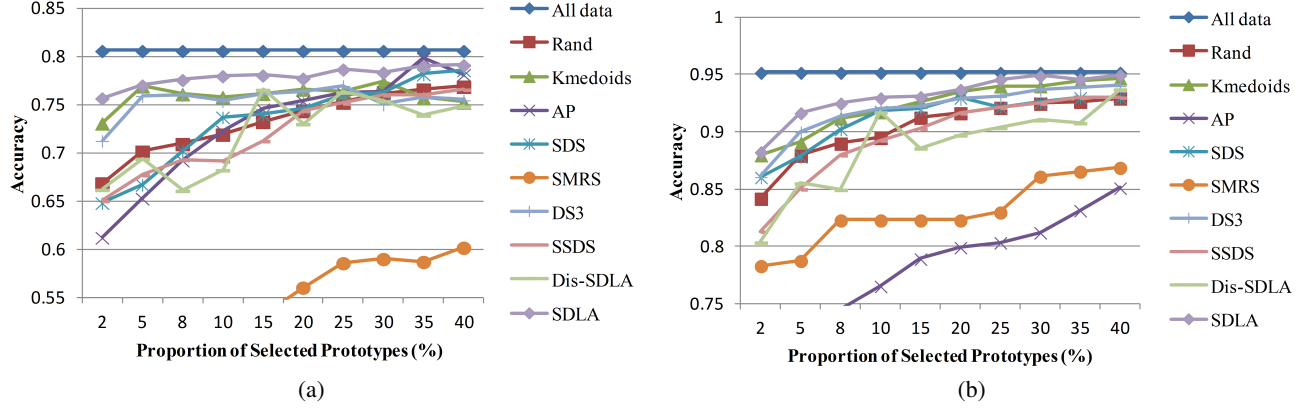 0.85
0.8
0.75
0.7
0.65
0.6
0.55
Accuracy
2 5 8 10 15 20 25 30 35 40
Proportion of Selected Prototypes (%)
All data
Rand
Kmedoids
AP
SDS
SMRS
DS3
SSDS
Dis-SDLA
SDLA
(a)
1
0.95
0.9
0.85
0.8
0.75
Accuracy
2 5 8 10 15 20 25 30 35 40
Proportion of Selected Prototypes (%)
All data
Rand
Kmedoids
AP
SDS
SMRS
DS3
SSDS
Dis-SDLA
SDLA
(b)